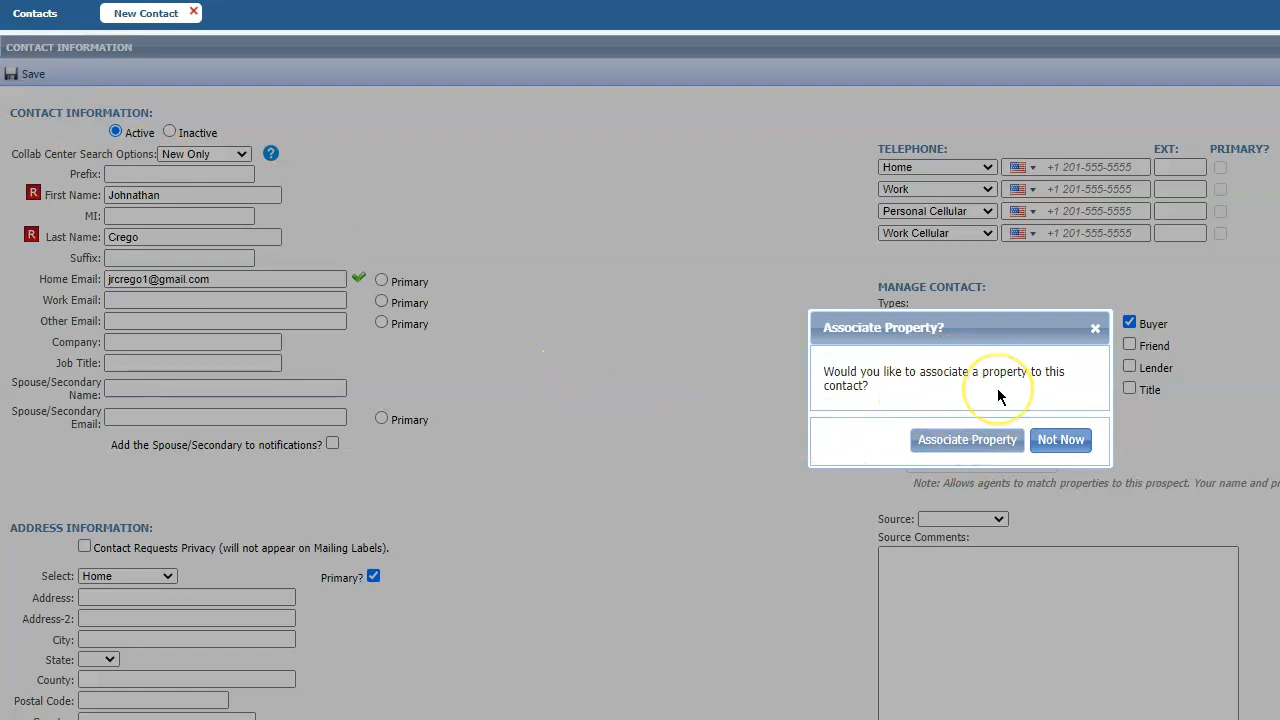 Contacts
New Contact
CONTACT INFORMATION
Save
CONTACT INFORMATION:
Active Inactive
Collab Center Search Options: New Only ?
Prefix:
R First Name: Johnathan
MI:
R Last Name: Crego
Suffix:
Home Email: jrcrego1@gmail.com Primary
Work Email: Primary
Other Email: Primary
Company:
Job Title:
Spouse/Secondary
Name:
Spouse/Secondary
Email: Primary
Add the Spouse/Secondary to notifications?
ADDRESS INFORMATION:
Contact Requests Privacy (will not appear on Mailing Labels).
Select: Home Primary?
Address:
Address-2:
City:
State:
County:
Postal Code:
TELEPHONE: EXT: PRIMARY?
Home +1 201-555-5555
Work +1 201-555-5555
Personal Cellular +1 201-555-5555
Work Cellular +1 201-555-5555
MANAGE CONTACT:
Types:
Buyer
Friend
Lender
Title
Associate Property?
Would you like to associate a property to this
contact?
Associate Property Not Now
Note: Allows agents to match properties to this prospect. Your name and
Source:
Source Comments: